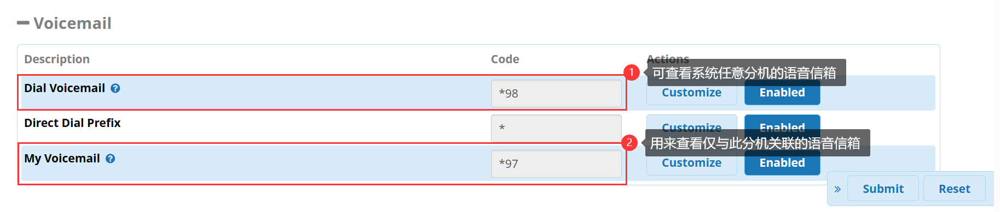 Voicemail
Description Code Actions
1 可查看系统任意分机的语音信箱
Dial Voicemail *98 Customize Enabled
Direct Dial Prefix * Customize Enabled
2 用来查看仅与此分机关联的语音信箱
My Voicemail *97 Customize Enabled
» Submit Reset